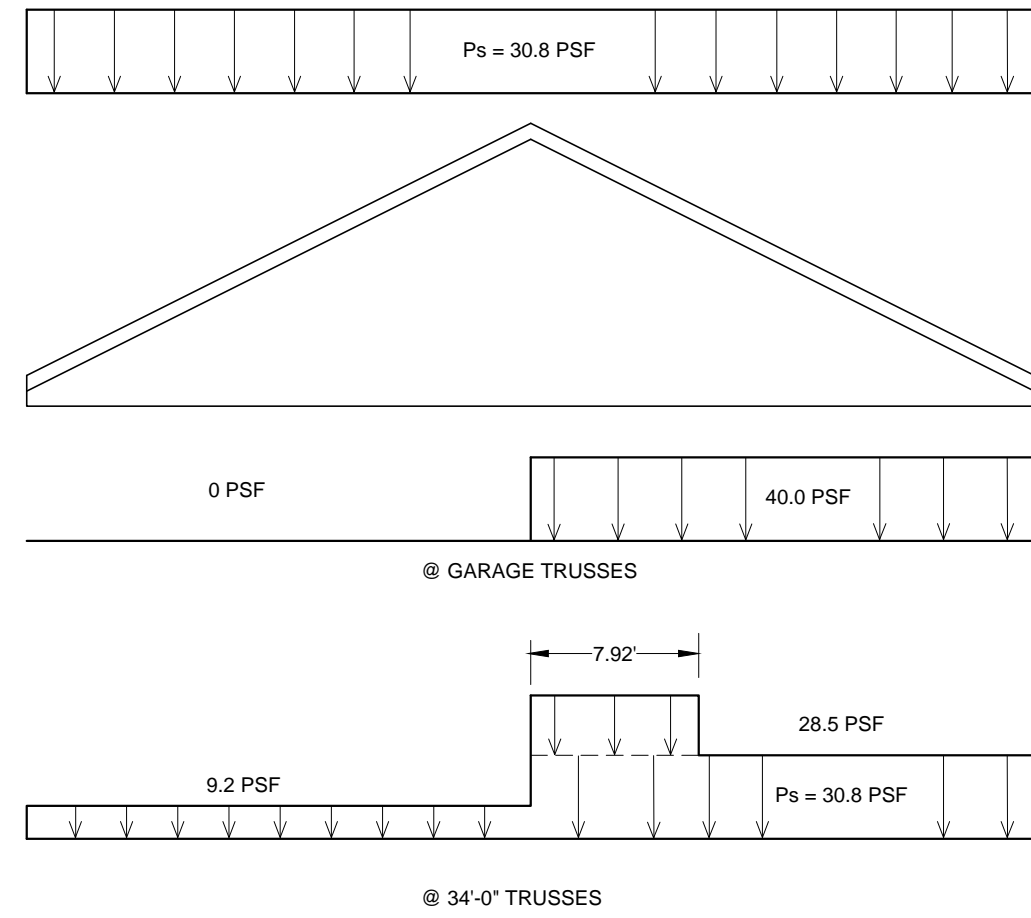 Ps = 30.8 PSF
0 PSF
40.0 PSF
@ GARAGE TRUSSES
7.92'
28.5 PSF
9.2 PSF
Ps = 30.8 PSF
@ 34'-0" TRUSSES